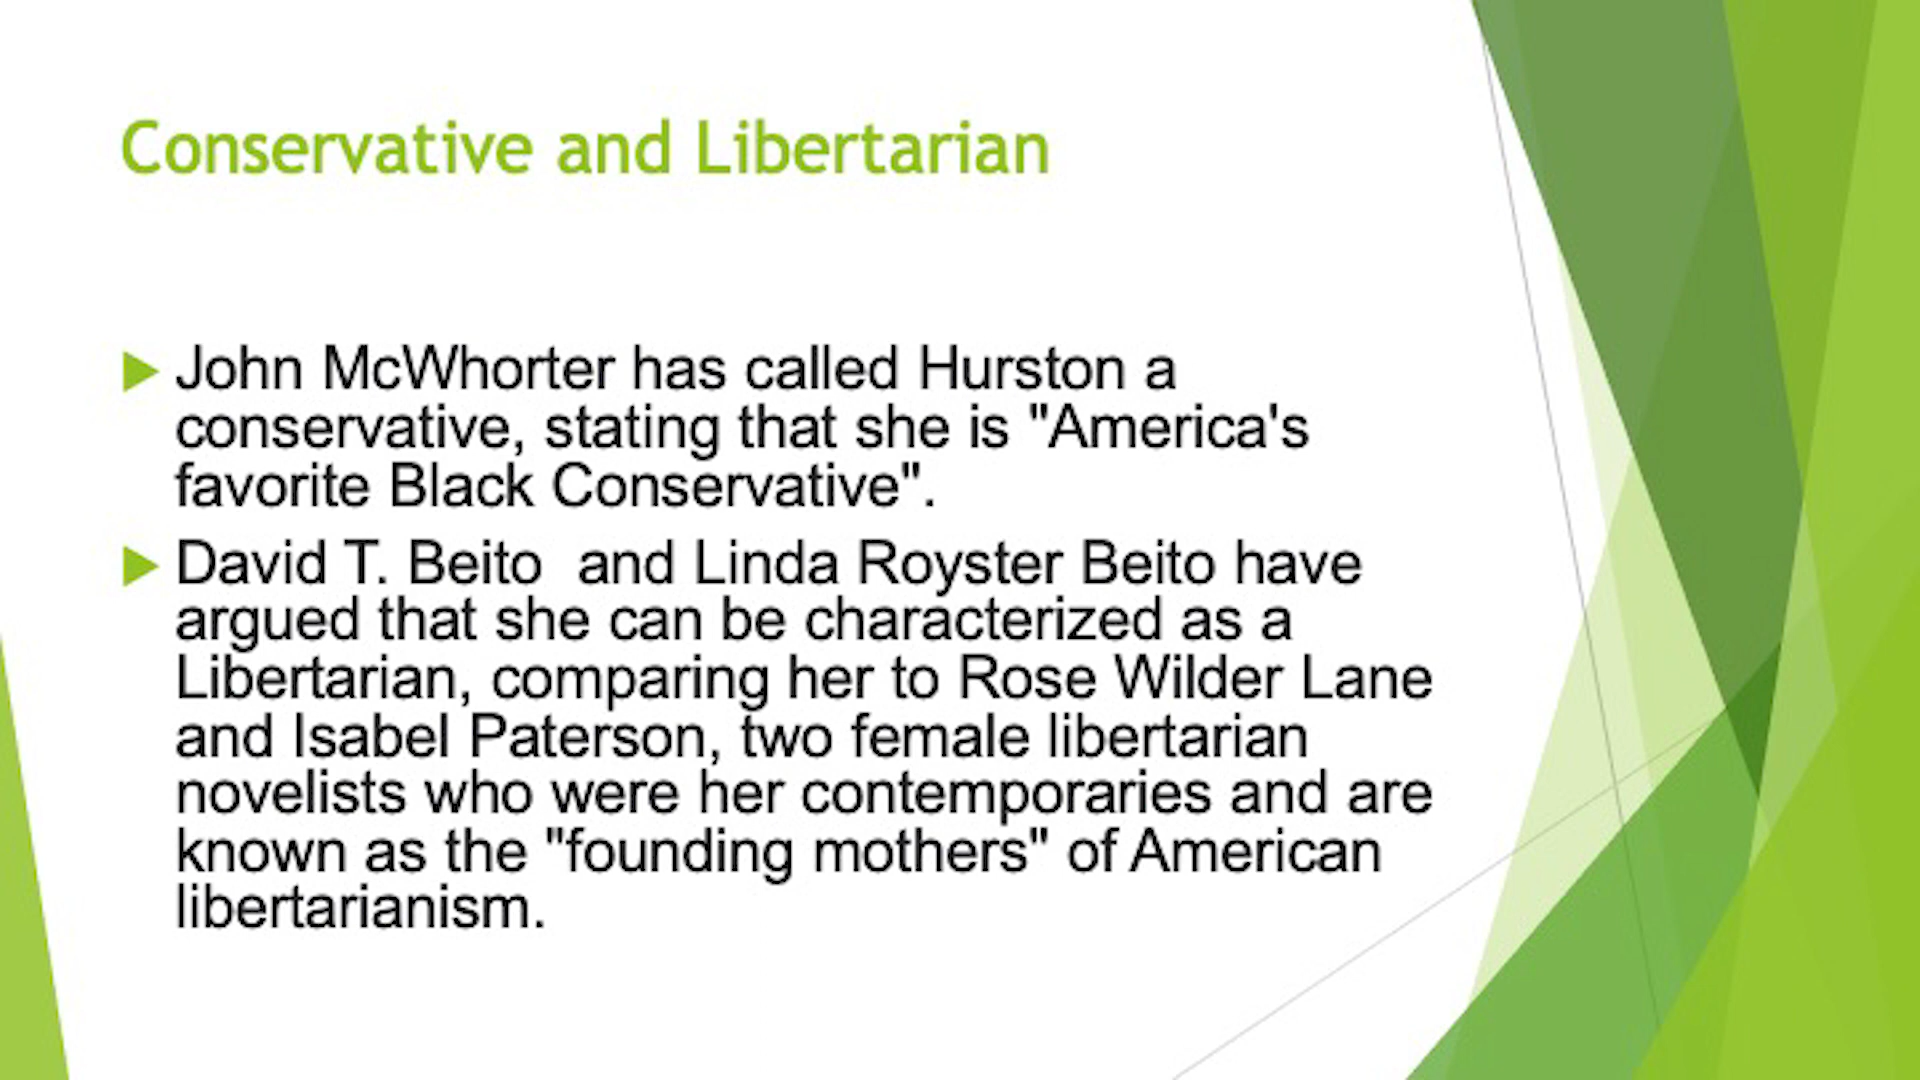 Conservative and Libertarian
John McWhorter has called Hurston a
conservative, stating that she is "America's
favorite Black Conservative".
David T. Beito  and Linda Royster Beito have
argued that she can be characterized as a
Libertarian, comparing her to Rose Wilder Lane
and Isabel Paterson, two female libertarian
novelists who were her contemporaries and are
known as the "founding mothers" of American
libertarianism.